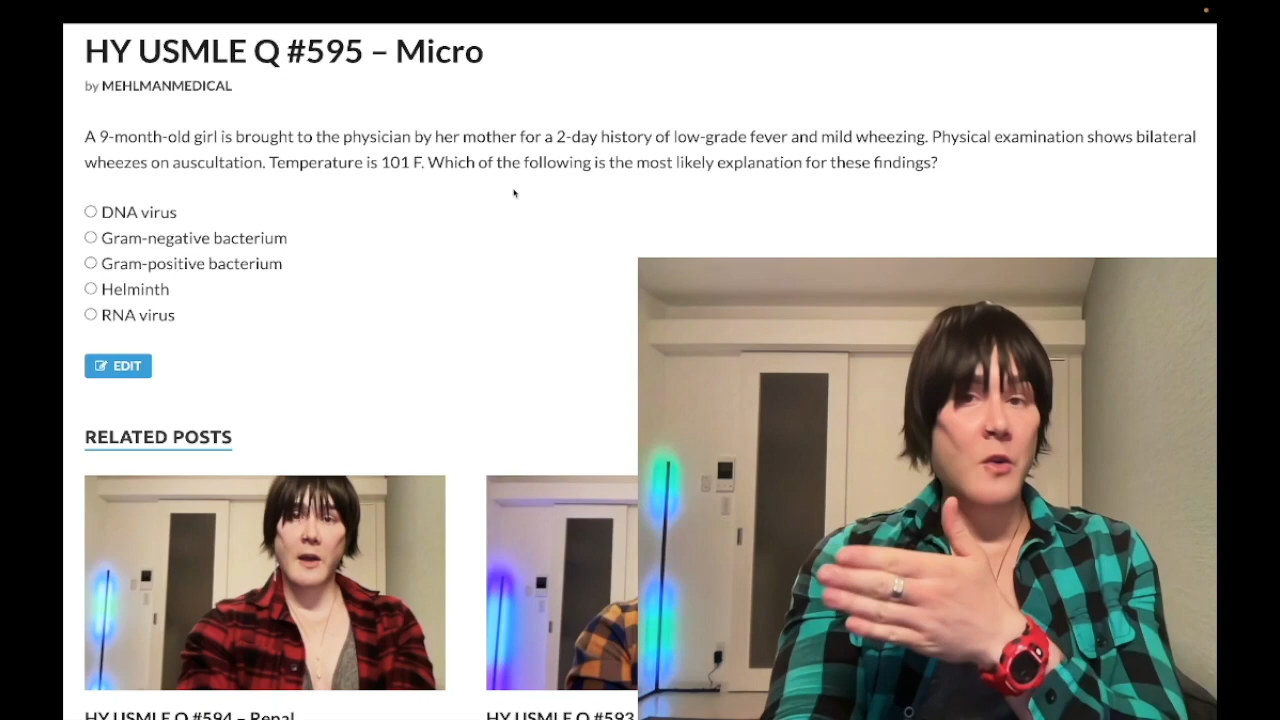 HY USMLE Q #595 – Micro
by MEHLMANMEDICAL
A 9-month-old girl is brought to the physician by her mother for a 2-day history of low-grade fever and mild wheezing. Physical examination shows bilateral
wheezes on auscultation. Temperature is 101 F. Which of the following is the most likely explanation for these findings?
DNA virus
Gram-negative bacterium
Gram-positive bacterium
Helminth
RNA virus
EDIT
RELATED POSTS
HY USMLE Q #594 – Renal
HY USMLE Q #593